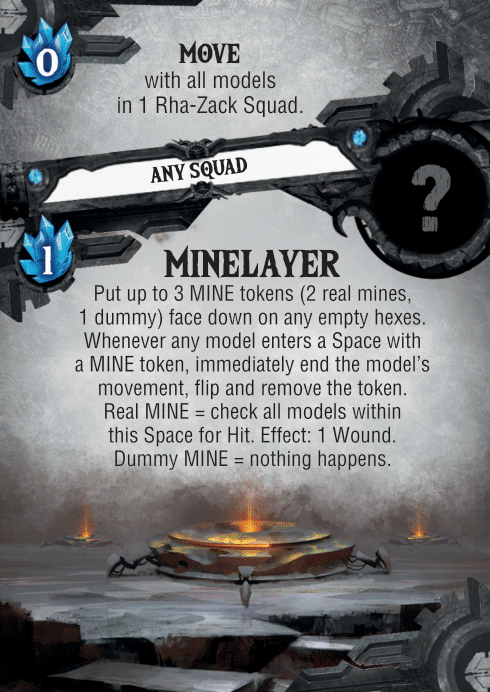 0
MOVE
with all models
in 1 Rha-Zack Squad.
ANY SQUAD
?
1
MINELAYER
Put up to 3 MINE tokens (2 real mines,
1 dummy) face down on any empty hexes.
Whenever any model enters a Space with
a MINE token, immediately end the model’s
movement, flip and remove the token.
Real MINE = check all models within
this Space for Hit. Effect: 1 Wound.
Dummy MINE = nothing happens.